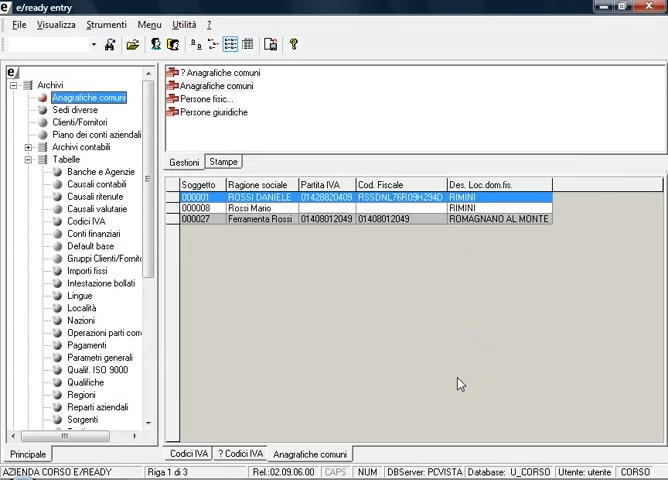 e/ready entry
File Visualizza Strumenti Menu Utilità ?
Archivi
Anagrafiche comuni
Sedi diverse
Clienti/Fornitori
Piano dei conti aziendali
Archivi contabili
Tabelle
Banche e Agenzie
Causali contabili
Causali ritenute
Causali valutarie
Codici IVA
Conti finanziari
Default base
Gruppi Clienti/Fornito
Importi fissi
Intestazione bollati
Lingue
Località
Nazioni
Operazioni parti corr
Pagamenti
Parametri generali
Qualif. ISO 9000
Qualifiche
Regioni
Reparti aziendali
Sorgenti
Principale
? Anagrafiche comuni
Anagrafiche comuni
Persone fisic...
Persone giuridiche
Gestioni Stampe
Soggetto Ragione sociale Partita IVA Cod. Fiscale Des. Loc.dom.fis.
000001 ROSSI DANIELE 01428820409 RSSDNL76R09H294D RIMINI
000008 Rossi Mario RIMINI
000027 Ferramenta Rossi 01408012049 01408012049 ROMAGNANO AL MONTE
Codici IVA ? Codici IVA Anagrafiche comuni
AZIENDA CORSO E/READY Riga 1 di 3 Rel.:02.09.06.00 CAPS NUM DBServer: PCVISTA Database: U_CORSO Utente: utente CORSO